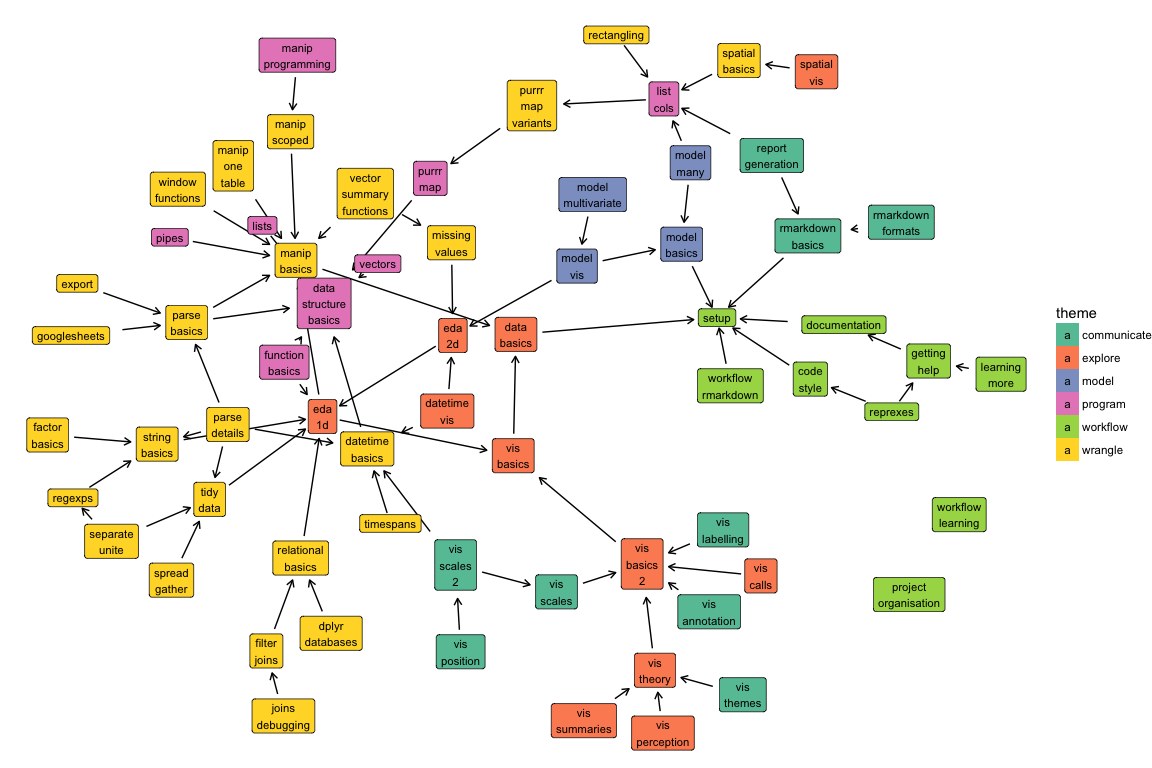 manip
programming
rectangling
spatial
basics
spatial
vis
list
cols
purrr
map
variants
manip
scoped
manip
one
table
report
generation
model
many
window
functions
vector
summary
functions
purrr
map
model
multivariate
lists
pipes
missing
values
rmarkdown
formats
rmarkdown
basics
model
basics
manip
basics
vectors
model
vis
export
data
structure
basics
googlesheets
parse
basics
eda
2d
data
basics
setup
documentation
function
basics
getting
help
learning
more
workflow
rmarkdown
code
style
reprexes
datetime
vis
eda
1d
parse
details
factor
basics
string
basics
datetime
basics
vis
basics
regexps
tidy
data
separate
unite
timespans
workflow
learning
vis
labelling
relational
basics
vis
scales
2
vis
basics
2
spread
gather
vis
scales
vis
calls
vis
annotation
project
organisation
dplyr
databases
filter
joins
vis
position
vis
theory
vis
themes
joins
debugging
vis
summaries
vis
perception
theme
a communicate
a explore
a model
a program
a workflow
a wrangle